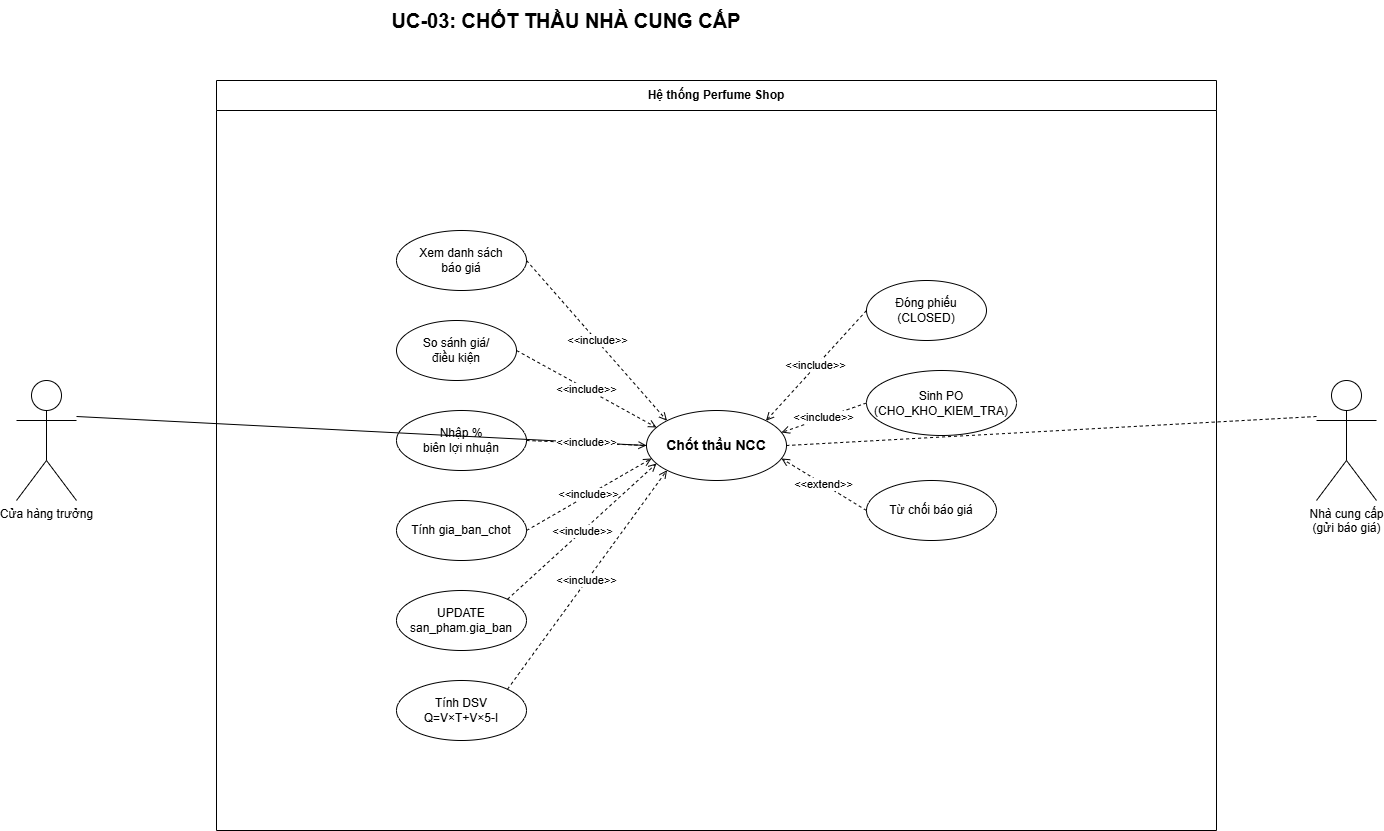 UC-03: CHỐT THẦU NHÀ CUNG CẤP
Hệ thống Perfume Shop
Xem danh sách
báo giá
<<include>>
So sánh giá/
điều kiện
<<include>>
Nhập %
biên lợi nhuận
<<include>>
Tính gia_ban_chot
<<include>>
UPDATE
san_pham.gia_ban
<<include>>
Tính DSV
Q=V×T+V×5-I
<<include>>
Chốt thầu NCC
Đóng phiếu
(CLOSED)
<<include>>
Sinh PO
(CHO_KHO_KIEM_TRA)
<<include>>
Từ chối báo giá
<<extend>>
Cửa hàng trưởng
Nhà cung cấp
(gửi báo giá)